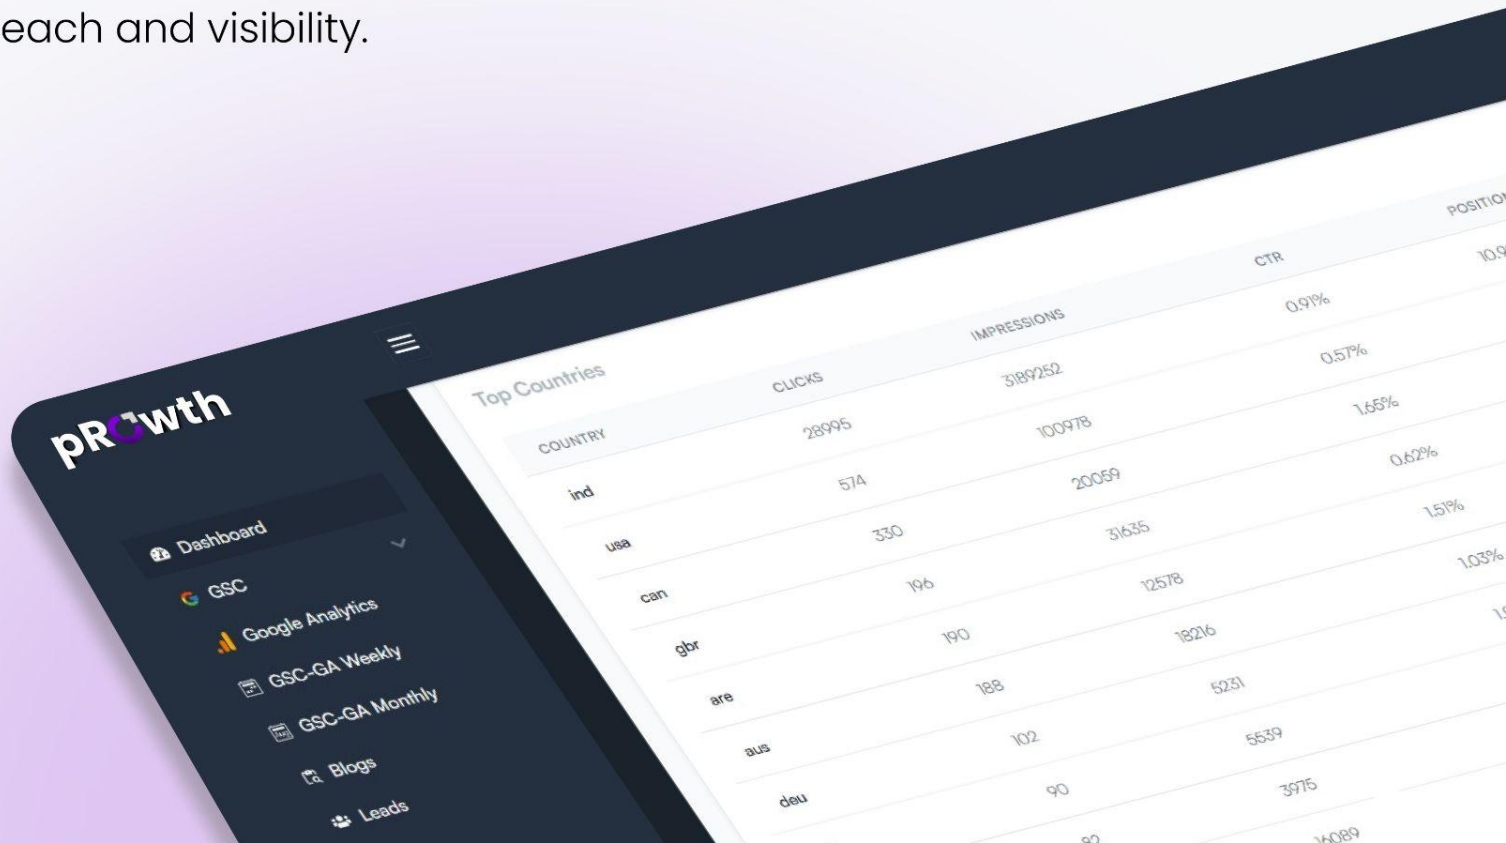 each and visibility.
pROwth
Dashboard
GSC
Google Analytics
GSC-GA Weekly
GSC-GA Monthly
Blogs
Leads
Top Countries
COUNTRY CLICKS IMPRESSIONS CTR POSITION
ind 28995 3189252 0.91%
usa 574 100978 0.57%
can 330 20059 1.65%
gbr 196 31635 0.62%
are 190 12578 1.51%
aus 188 18216 1.03%
deu 102 5231
90 5539
82 3975
16089